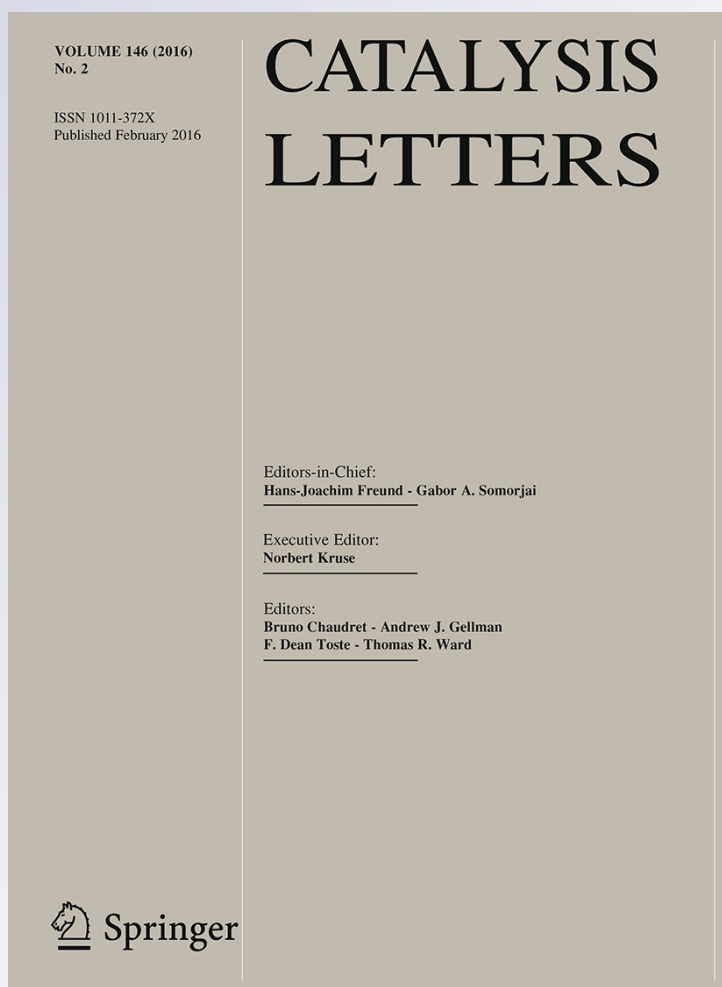 VOLUME 146 (2016)
No. 2
ISSN 1011-372X
Published February 2016
CATALYSIS
LETTERS
Editors-in-Chief:
Hans-Joachim Freund - Gabor A. Somorjai
Executive Editor:
Norbert Kruse
Editors:
Bruno Chaudret - Andrew J. Gellman
F. Dean Toste - Thomas R. Ward
Springer